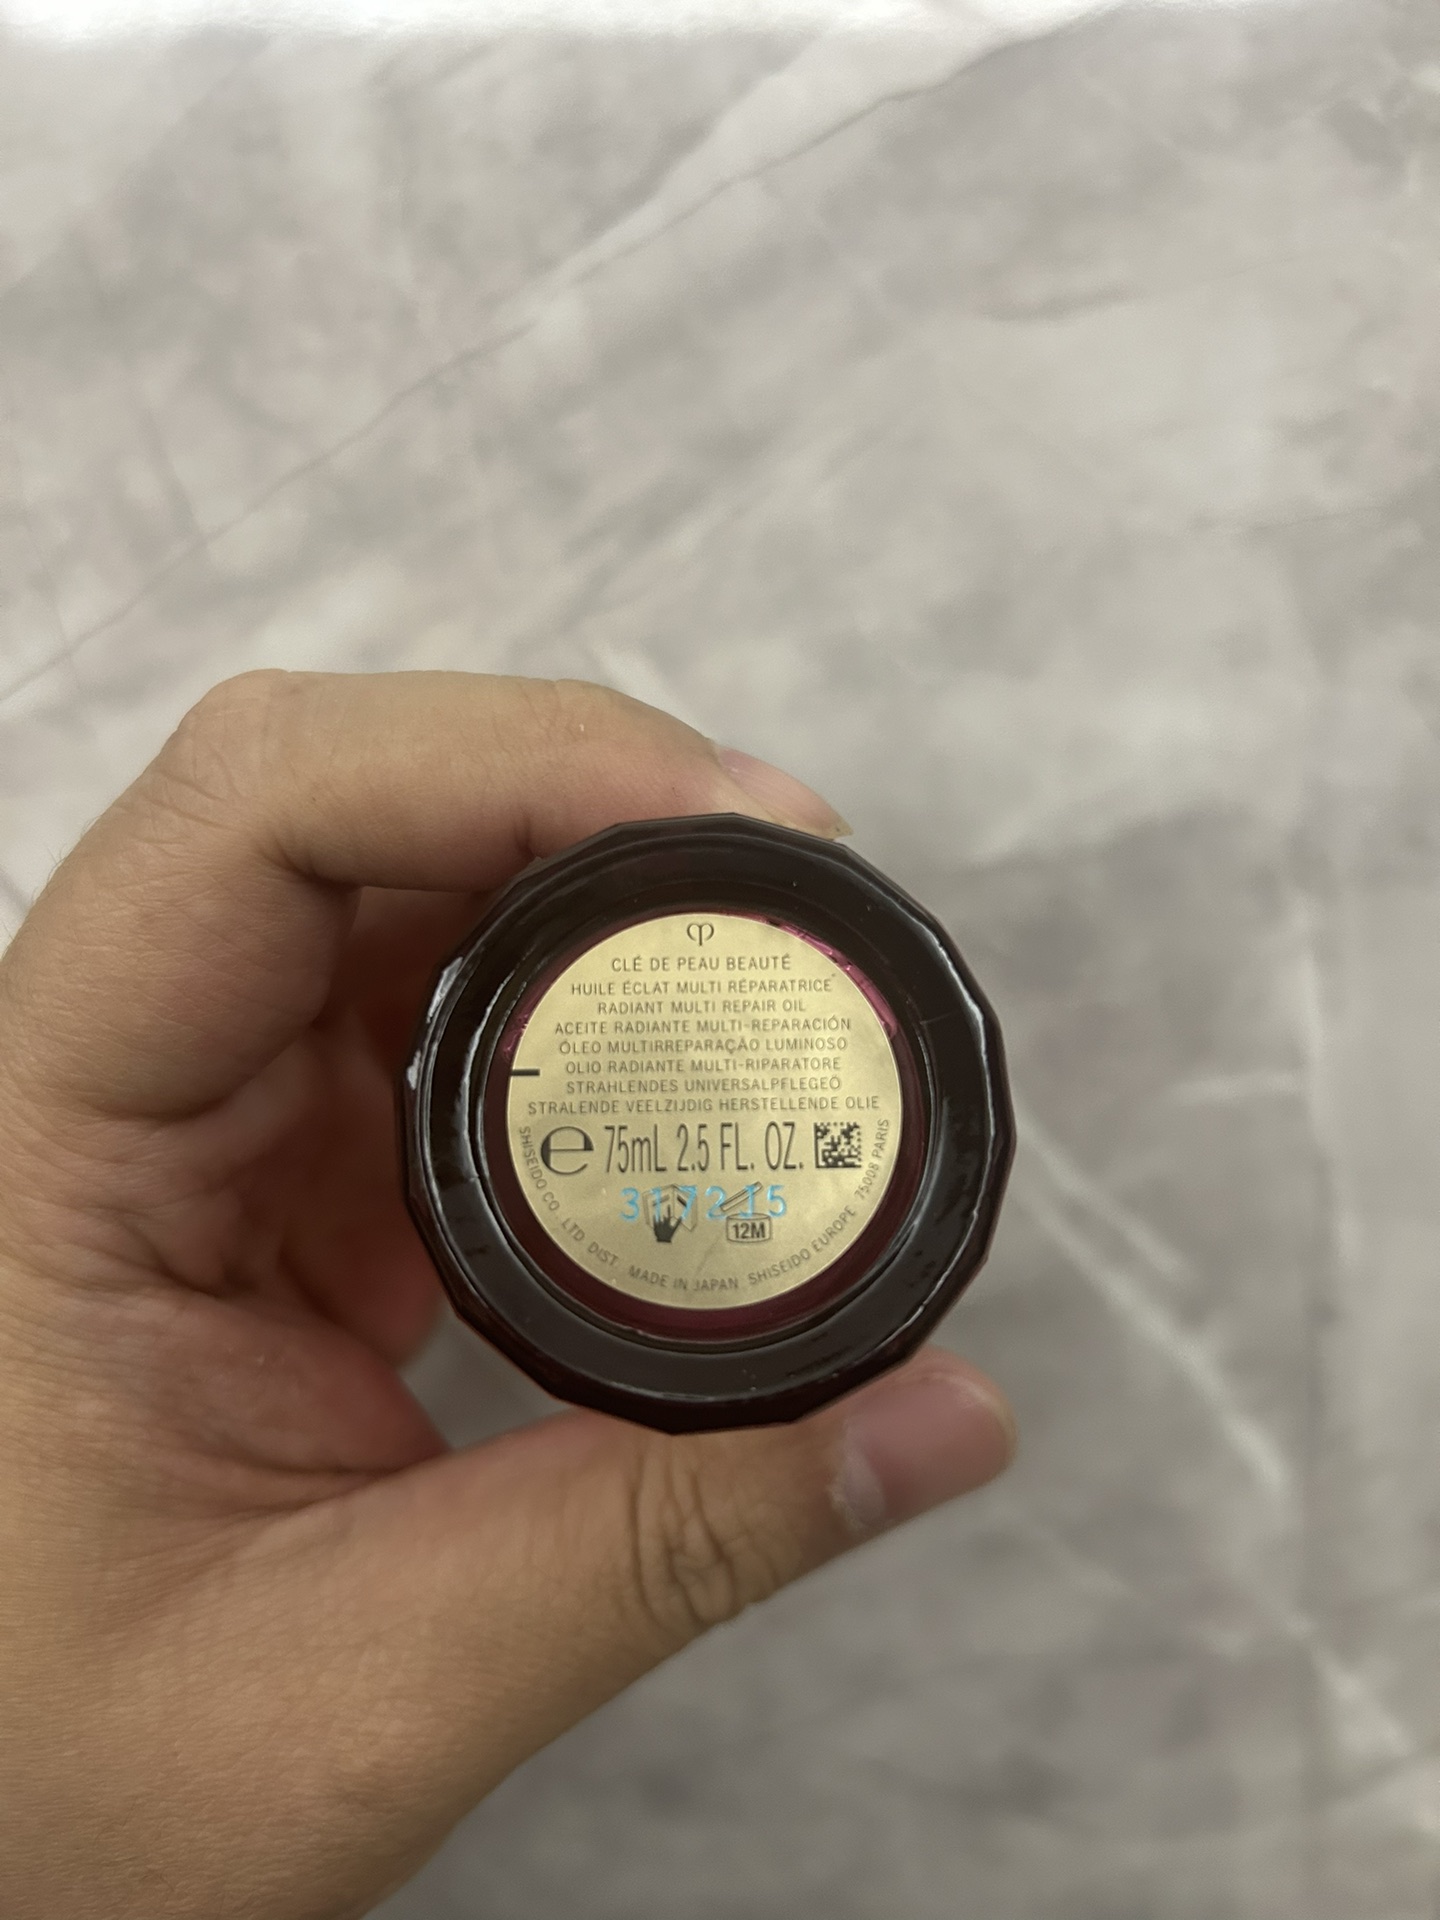 CLÉ DE PEAU BEAUTÉ
HUILE ÉCLAT MULTI RÉPARATRICE
RADIANT MULTI REPAIR OIL
ACEITE RADIANTE MULTI-REPARACIÓN
ÓLEO MULTIRREPARAÇÃO LUMINOSO
OLIO RADIANTE MULTI-RIPARATORE
STRAHLENDES UNIVERSALPFLEGEÖ
STRALENDE VEELZIJDIG HERSTELLENDE OLIE
e 75mL 2.5 FL. OZ.
317215
12M
SHISEIDO CO., LTD. DIST. MADE IN JAPAN SHISEIDO EUROPE 75008 PARIS